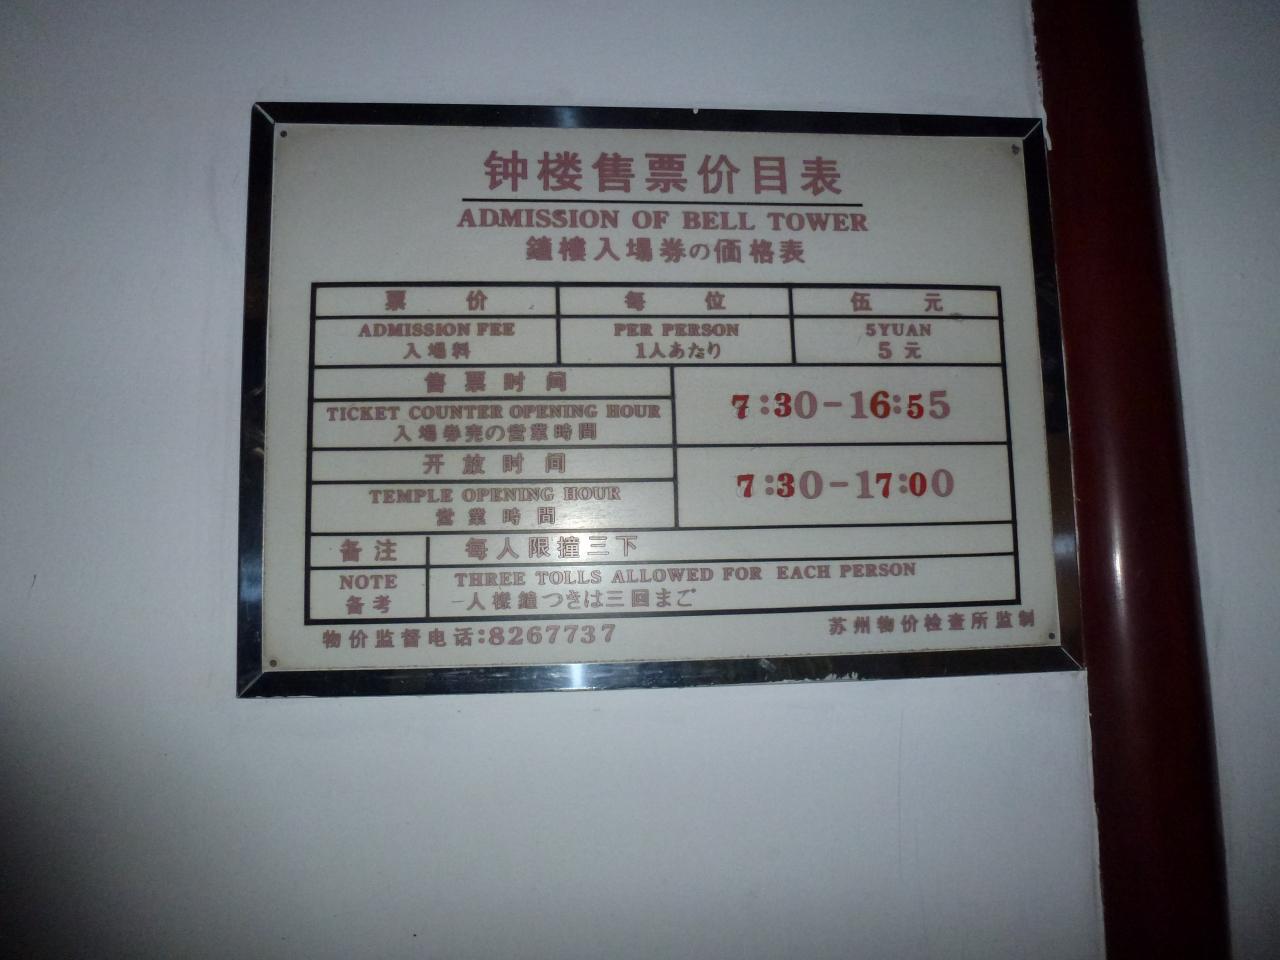 钟楼售票价目表
ADMISSION OF BELL TOWER
鐘樓入場券の価格表
票价 每位 伍元
ADMISSION FEE PER PERSON 5YUAN
入場料 1人あたり 5元
售票时间
7:30-16:55
TICKET COUNTER OPENING HOUR
入場券売の営業時間
开放时间
7:30-17:00
TEMPLE OPENING HOUR
営業時間
备注 每人限撞三下
NOTE THREE TOLLS ALLOWED FOR EACH PERSON
备考 一人様鐘つきは三回まで
物价监督电话:8267737
苏州物价检查所监制